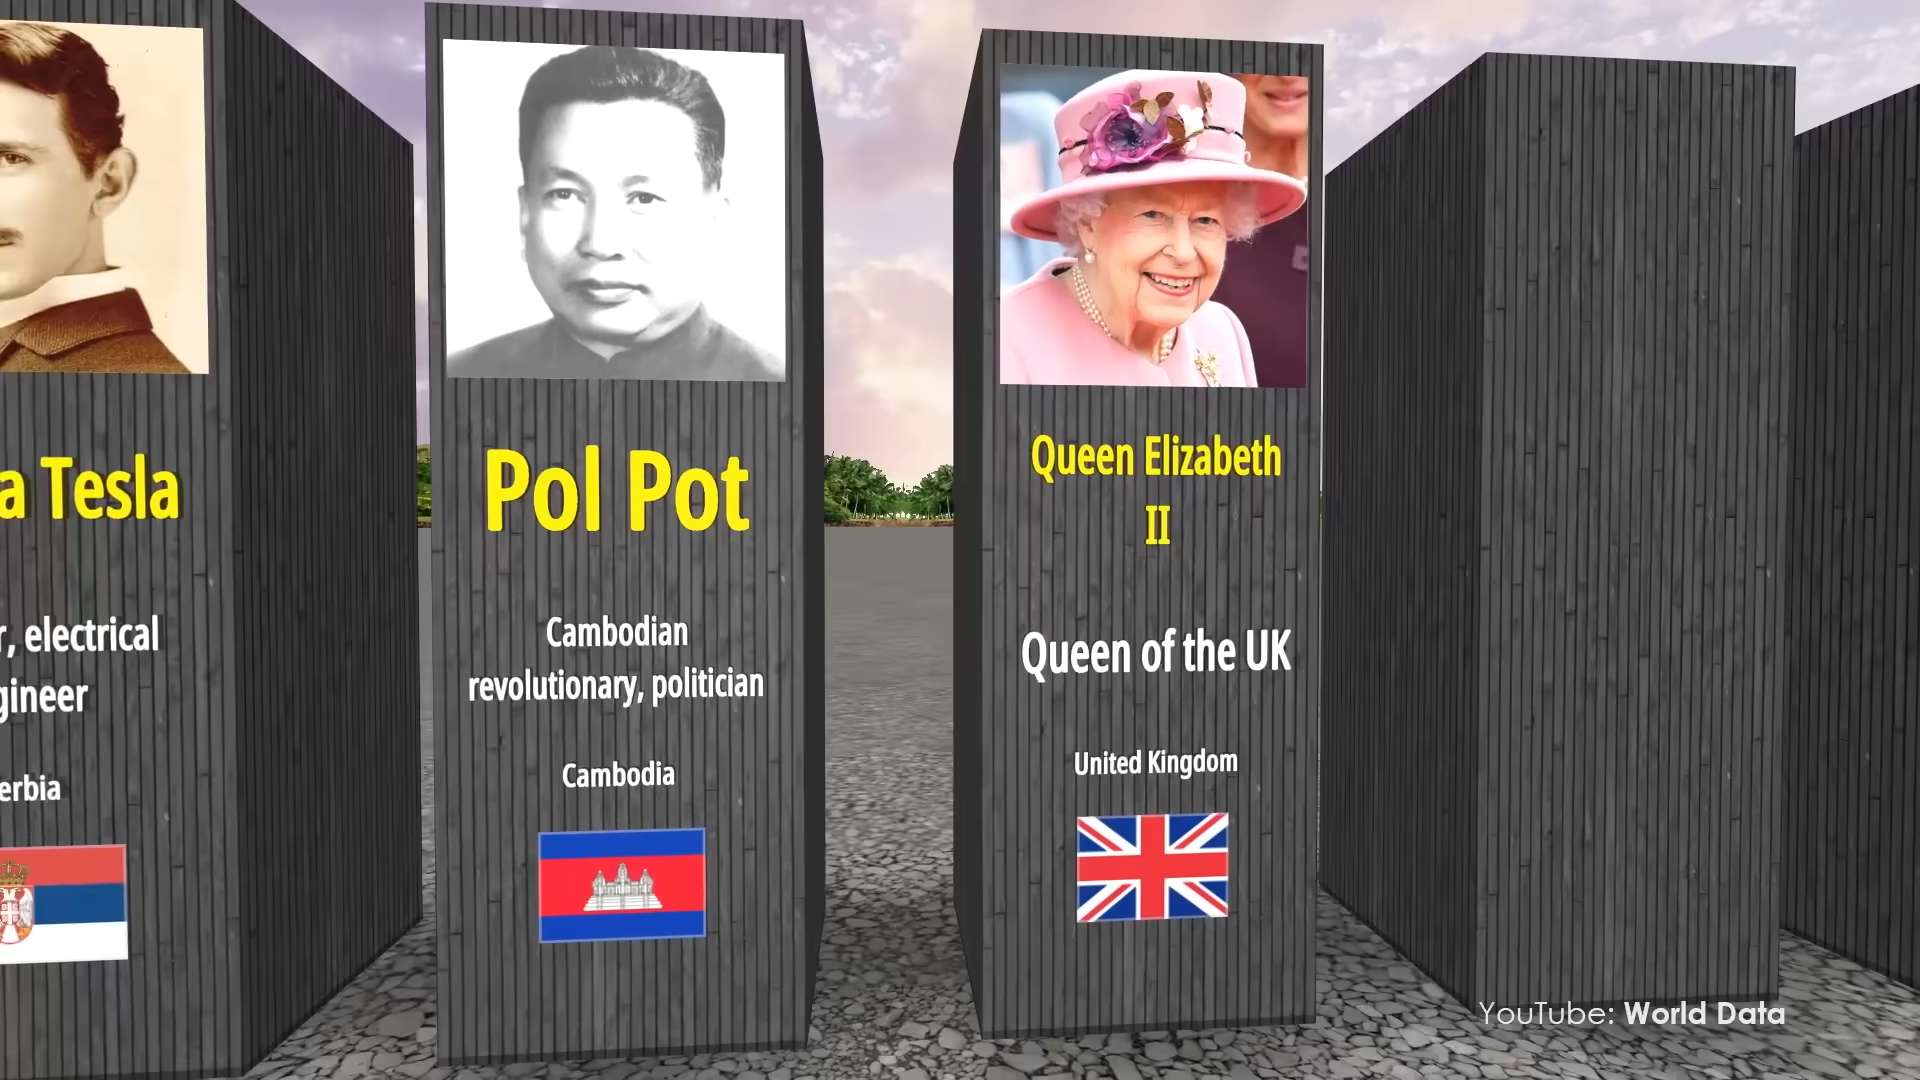 a Tesla
r, electrical
gineer
erbia
Pol Pot
Cambodian
revolutionary, politician
Cambodia
Queen Elizabeth
II
Queen of the UK
United Kingdom
YouTube: World Data